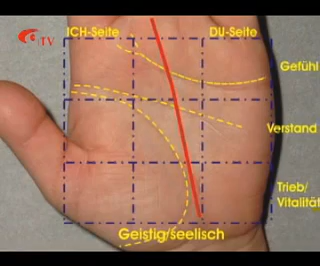 TV
ICH-Seite
DU-Seite
Gefühl
Verstand
Trieb/
Vitalität
Geistig/seelisch